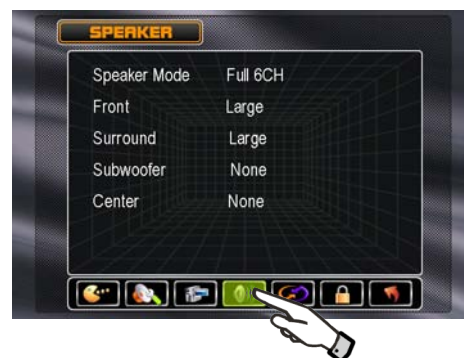 SPEAKER
Speaker Mode Full 6CH
Front Large
Surround Large
Subwoofer None
Center None